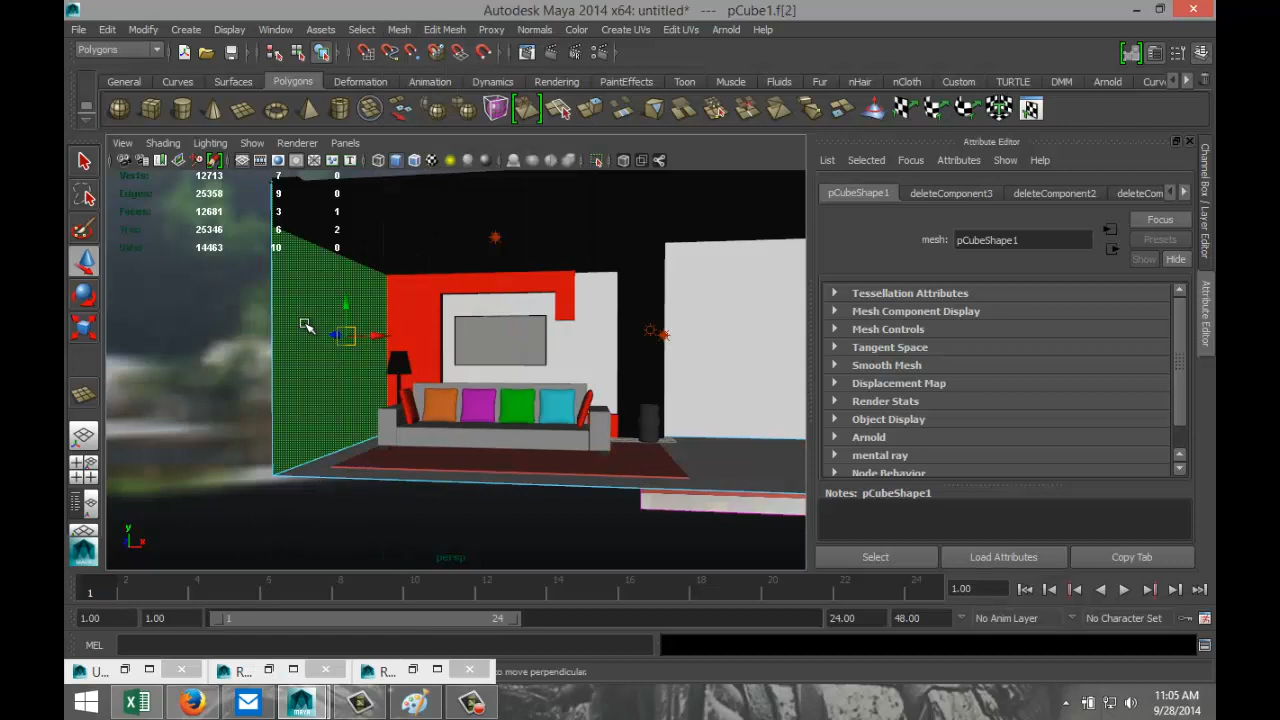 Autodesk Maya 2014 x64: untitled* --- pCube1.f[2]
File Edit Modify Create Display Window Assets Select Mesh Edit Mesh Proxy Normals Color Create UVs Edit UVs Arnold Help
Polygons
General Curves Surfaces Polygons Deformation Animation Dynamics Rendering PaintEffects Toon Muscle Fluids Fur nHair nCloth Custom TURTLE DMM Arnold Curv
View Shading Lighting Show Renderer Panels
Verts: 12713 7 0
Edges: 25358 9 0
Faces: 12681 3 1
Tris: 25346 6 2
UVs: 14463 10 0
persp
y
x
Attribute Editor
List Selected Focus Attributes Show Help
pCubeShape1 deleteComponent3 deleteComponent2 deleteCom
mesh: pCubeShape1
Focus
Presets
Show Hide
Tessellation Attributes
Mesh Component Display
Mesh Controls
Tangent Space
Smooth Mesh
Displacement Map
Render Stats
Object Display
Arnold
mental ray
Node Behavior
Notes: pCubeShape1
Select Load Attributes Copy Tab
Channel Box / Layer Editor
Attribute Editor
2 4 6 8 10 12 14 16 18 20 22 24
1 1.00
1.00 1.00 1 24 24.00 48.00 No Anim Layer No Character Set
MEL
U... R... R... to move perpendicular.
11:05 AM
9/28/2014